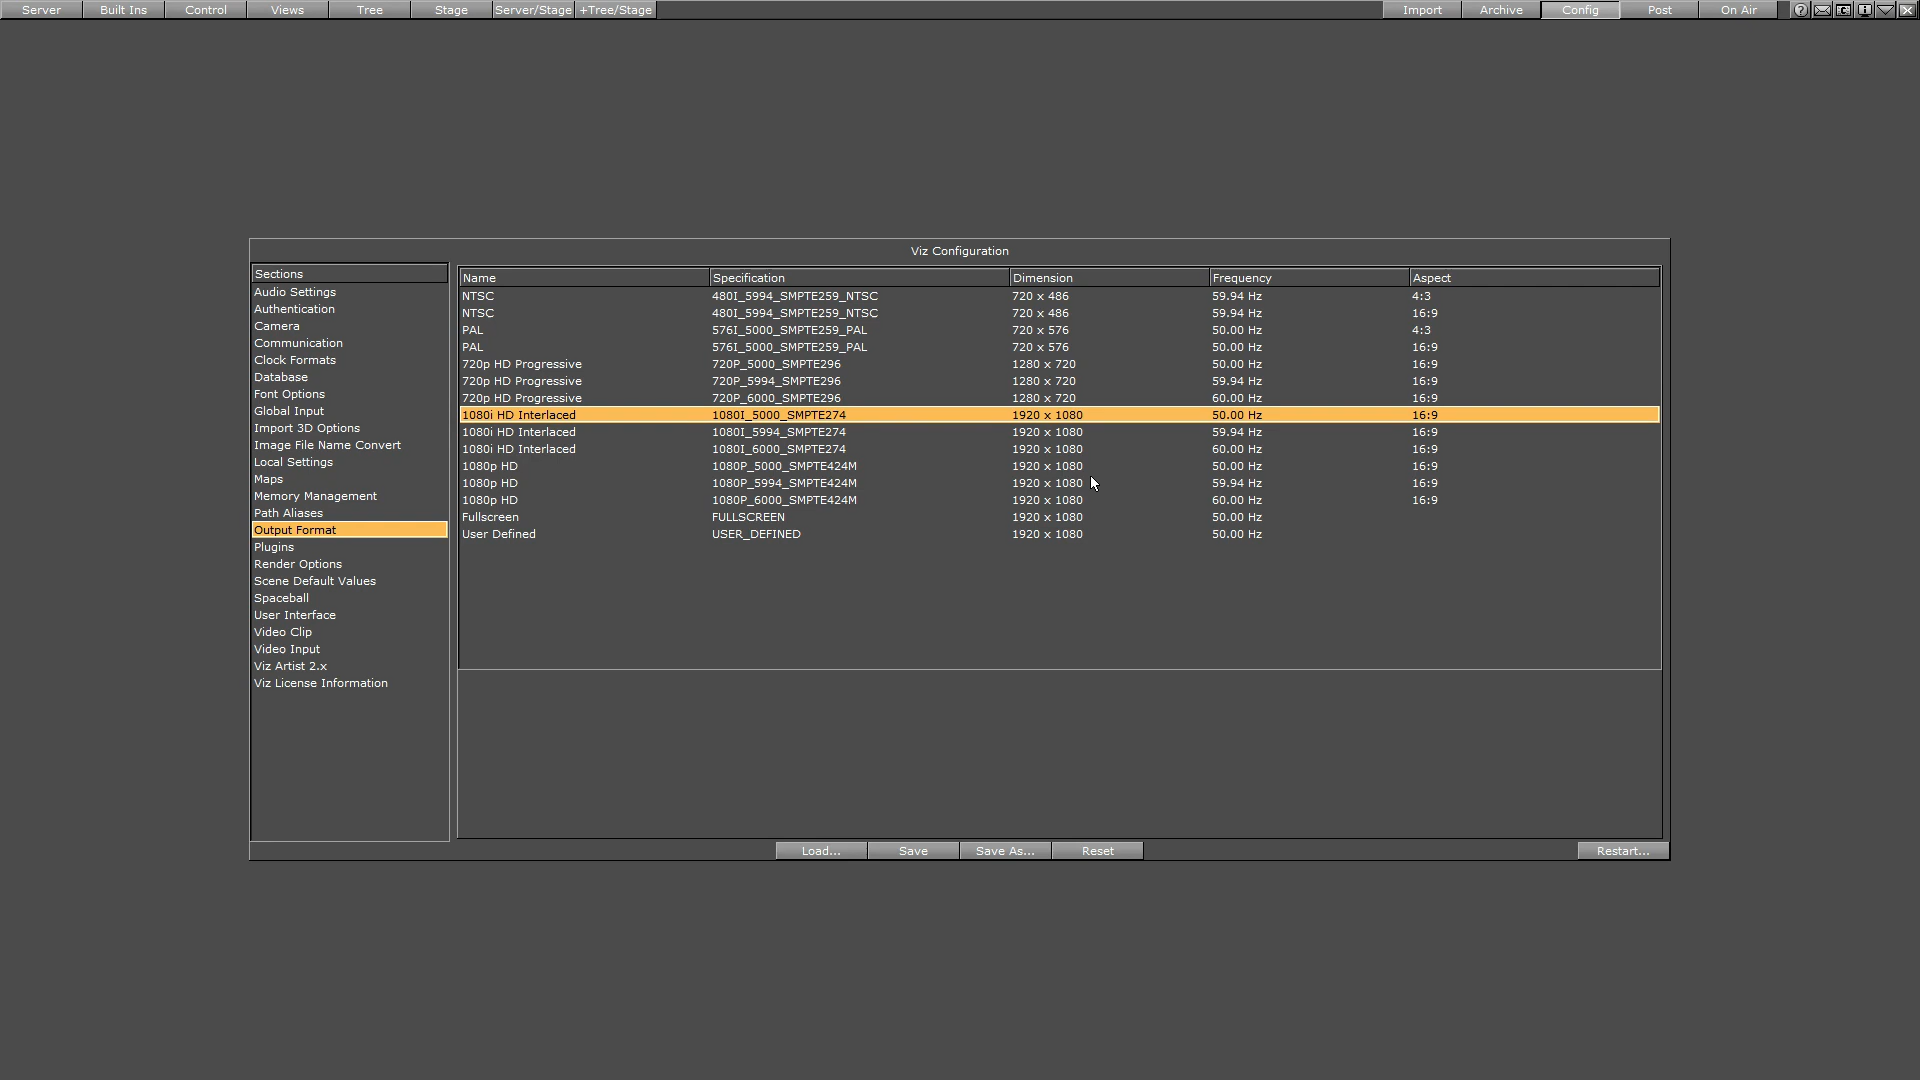 Server Built Ins Control Views Tree Stage Server/Stage +Tree/Stage Import Archive Config Post On Air
Viz Configuration
Sections
Audio Settings
Authentication
Camera
Communication
Clock Formats
Database
Font Options
Global Input
Import 3D Options
Image File Name Convert
Local Settings
Maps
Memory Management
Path Aliases
Output Format
Plugins
Render Options
Scene Default Values
Spaceball
User Interface
Video Clip
Video Input
Viz Artist 2.x
Viz License Information
Name Specification Dimension Frequency Aspect
NTSC 480I_5994_SMPTE259_NTSC 720 x 486 59.94 Hz 4:3
NTSC 480I_5994_SMPTE259_NTSC 720 x 486 59.94 Hz 16:9
PAL 576I_5000_SMPTE259_PAL 720 x 576 50.00 Hz 4:3
PAL 576I_5000_SMPTE259_PAL 720 x 576 50.00 Hz 16:9
720p HD Progressive 720P_5000_SMPTE296 1280 x 720 50.00 Hz 16:9
720p HD Progressive 720P_5994_SMPTE296 1280 x 720 59.94 Hz 16:9
720p HD Progressive 720P_6000_SMPTE296 1280 x 720 60.00 Hz 16:9
1080i HD Interlaced 1080I_5000_SMPTE274 1920 x 1080 50.00 Hz 16:9
1080i HD Interlaced 1080I_5994_SMPTE274 1920 x 1080 59.94 Hz 16:9
1080i HD Interlaced 1080I_6000_SMPTE274 1920 x 1080 60.00 Hz 16:9
1080p HD 1080P_5000_SMPTE424M 1920 x 1080 50.00 Hz 16:9
1080p HD 1080P_5994_SMPTE424M 1920 x 1080 59.94 Hz 16:9
1080p HD 1080P_6000_SMPTE424M 1920 x 1080 60.00 Hz 16:9
Fullscreen FULLSCREEN 1920 x 1080 50.00 Hz
User Defined USER_DEFINED 1920 x 1080 50.00 Hz
Load... Save Save As... Reset Restart...